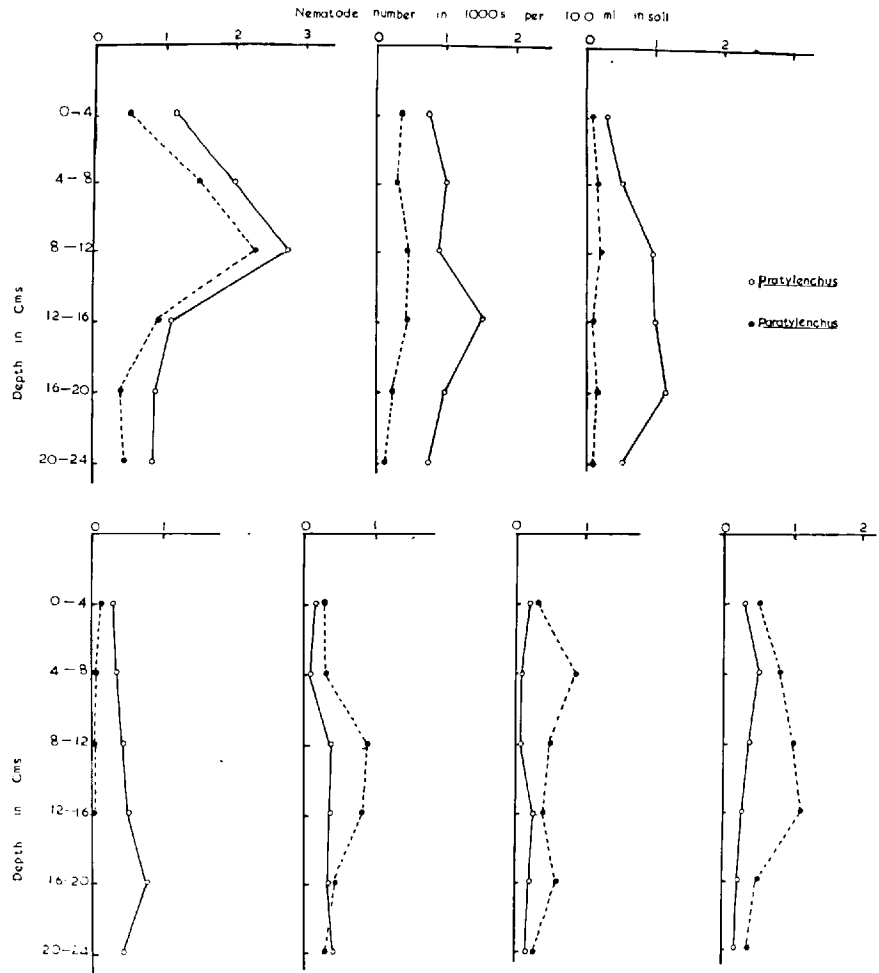 Nematode number in 1000s per 100 ml in soil
0 1 2 3
0 1 2
0 1 2
0-4
4-8
8-12
12-16
16-20
20-24
Depth in Cms
Pratylenchus
Paratylenchus
0 1
0 1
0 1
0 1 2
0-4
4-8
8-12
12-16
16-20
20-24
Depth in Cms